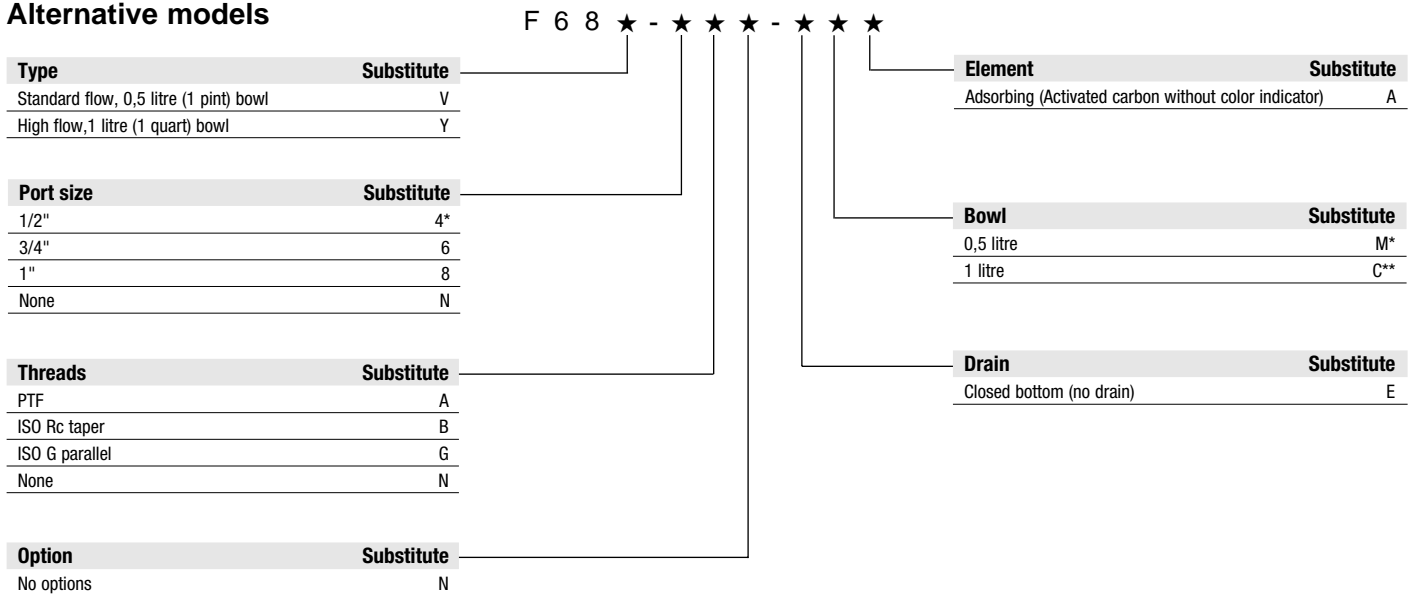 Alternative models
F 6 8 ★ - ★ ★ ★ - ★ ★ ★
Type Substitute
Standard flow, 0,5 litre (1 pint) bowl V
High flow,1 litre (1 quart) bowl Y
Port size Substitute
1/2" 4*
3/4" 6
1" 8
None N
Threads Substitute
PTF A
ISO Rc taper B
ISO G parallel G
None N
Option Substitute
No options N
Element Substitute
Adsorbing (Activated carbon without color indicator) A
Bowl Substitute
0,5 litre M*
1 litre C**
Drain Substitute
Closed bottom (no drain) E